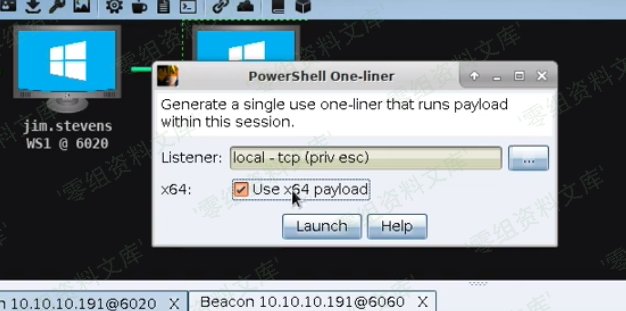 PowerShell One-liner
Generate a single use one-liner that runs payload
within this session.
jim.stevens
WS1 @ 6020
Listener: local - tcp (priv esc) ...
x64: Use x64 payload
Launch Help
n 10.10.10.191@6020 X Beacon 10.10.10.191@6060 X
零组资料文库